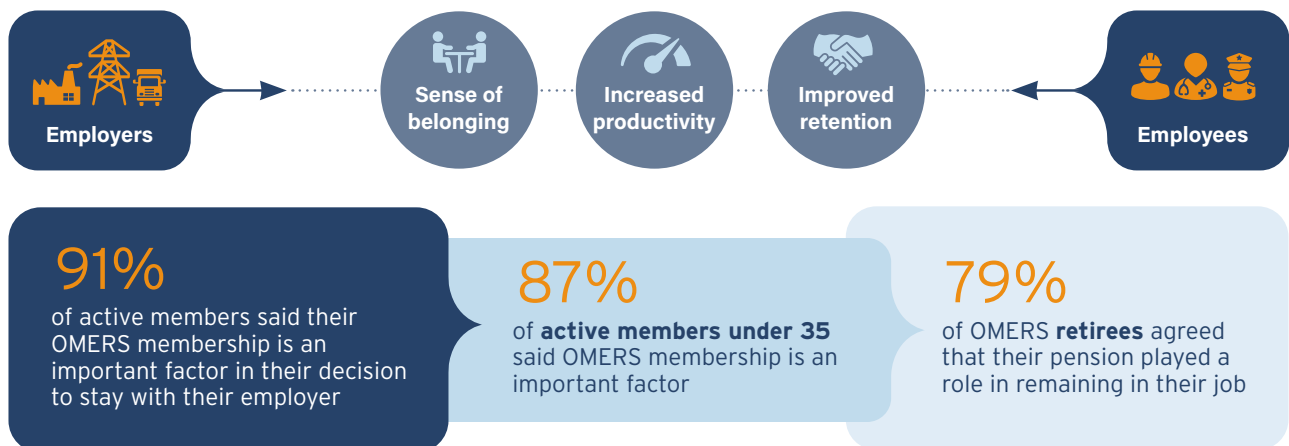 Employers
Sense of
belonging
Increased
productivity
Improved
retention
Employees
91%
of active members said their
OMERS membership is an
important factor in their decision
to stay with their employer
87%
of active members under 35
said OMERS membership is an
important factor
79%
of OMERS retirees agreed
that their pension played a
role in remaining in their job